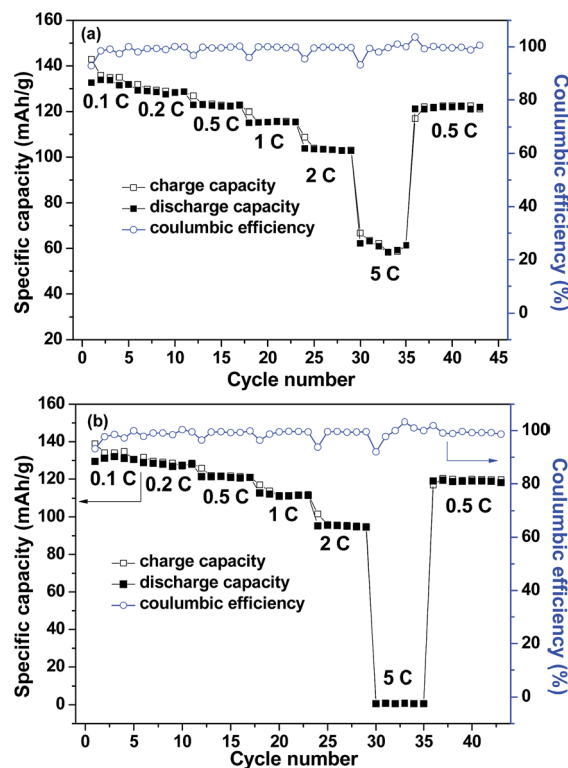 (a)
160
140
120
100
80
60
40
20
Specific capacity (mAh/g)
0.1 C
0.2 C
0.5 C
1 C
2 C
5 C
0.5 C
charge capacity
discharge capacity
coulumbic efficiency
100
80
60
40
20
0
Coulumbic efficiency (%)
0 5 10 15 20 25 30 35 40 45
Cycle number
(b)
160
140
120
100
80
60
40
20
0
Specific capacity (mAh/g)
0.1 C
0.2 C
0.5 C
1 C
2 C
5 C
0.5 C
charge capacity
discharge capacity
coulumbic efficiency
100
80
60
40
20
0
Coulumbic efficiency (%)
0 5 10 15 20 25 30 35 40
Cycle number